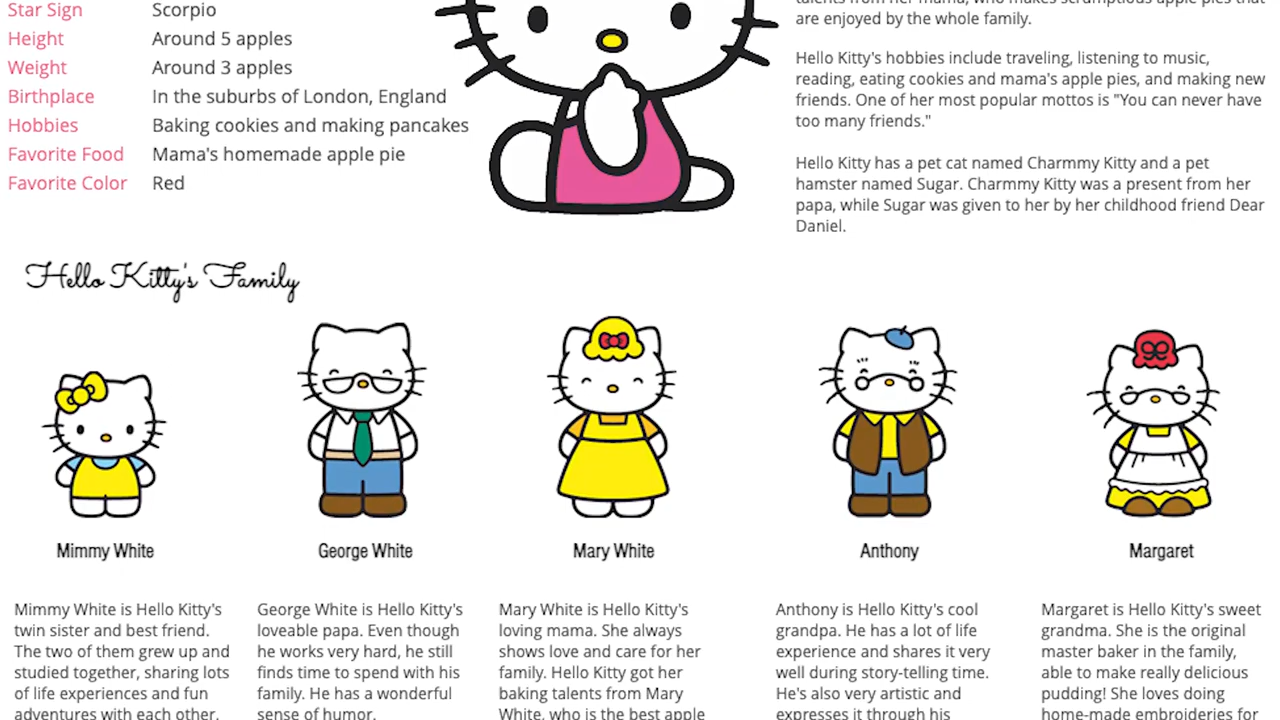 Star Sign Scorpio
Height Around 5 apples
Weight Around 3 apples
Birthplace In the suburbs of London, England
Hobbies Baking cookies and making pancakes
Favorite Food Mama's homemade apple pie
Favorite Color Red
talents from her mama, who makes scrumptious apple pies that
are enjoyed by the whole family.
Hello Kitty's hobbies include traveling, listening to music,
reading, eating cookies and mama's apple pies, and making new
friends. One of her most popular mottos is "You can never have
too many friends."
Hello Kitty has a pet cat named Charmmy Kitty and a pet
hamster named Sugar. Charmmy Kitty was a present from her
papa, while Sugar was given to her by her childhood friend Dear
Daniel.
Hello Kitty's Family
Mimmy White
Mimmy White is Hello Kitty's
twin sister and best friend.
The two of them grew up and
studied together, sharing lots
of life experiences and fun
adventures with each other.
George White
George White is Hello Kitty's
loveable papa. Even though
he works very hard, he still
finds time to spend with his
family. He has a wonderful
sense of humor.
Mary White
Mary White is Hello Kitty's
loving mama. She always
shows love and care for her
family. Hello Kitty got her
baking talents from Mary
White, who is the best apple
Anthony
Anthony is Hello Kitty's cool
grandpa. He has a lot of life
experience and shares it very
well during story-telling time.
He's also very artistic and
expresses it through his
Margaret
Margaret is Hello Kitty's sweet
grandma. She is the original
master baker in the family,
able to make really delicious
pudding! She loves doing
home-made embroideries for